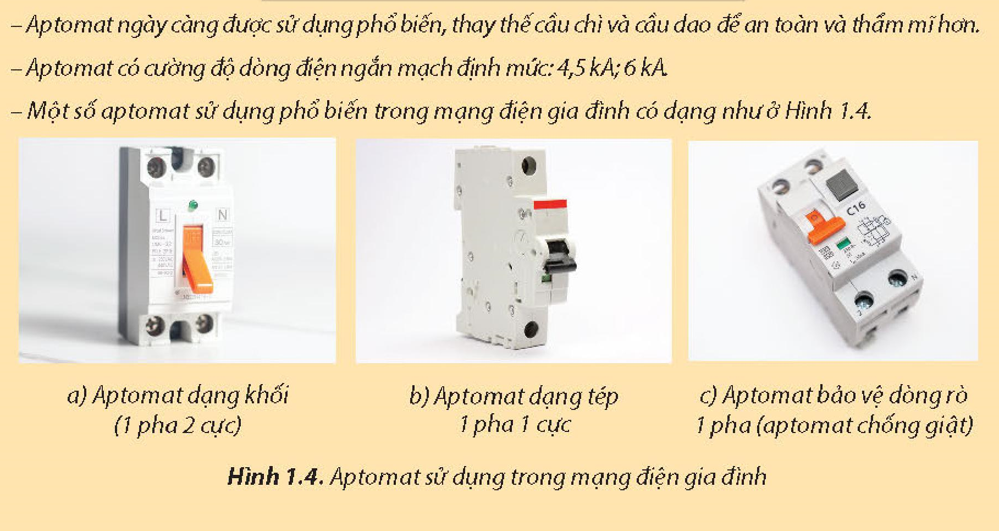 – Aptomat ngày càng được sử dụng phổ biến, thay thế cầu chì và cầu dao để an toàn và thẩm mĩ hơn.
– Aptomat có cường độ dòng điện ngắn mạch định mức: 4,5 kA; 6 kA.
– Một số aptomat sử dụng phổ biến trong mạng điện gia đình có dạng như ở Hình 1.4.
L N
OFF
30
C16
N
2
a) Aptomat dạng khối
(1 pha 2 cực)
b) Aptomat dạng tép
1 pha 1 cực
c) Aptomat bảo vệ dòng rò
1 pha (aptomat chống giật)
Hình 1.4. Aptomat sử dụng trong mạng điện gia đình